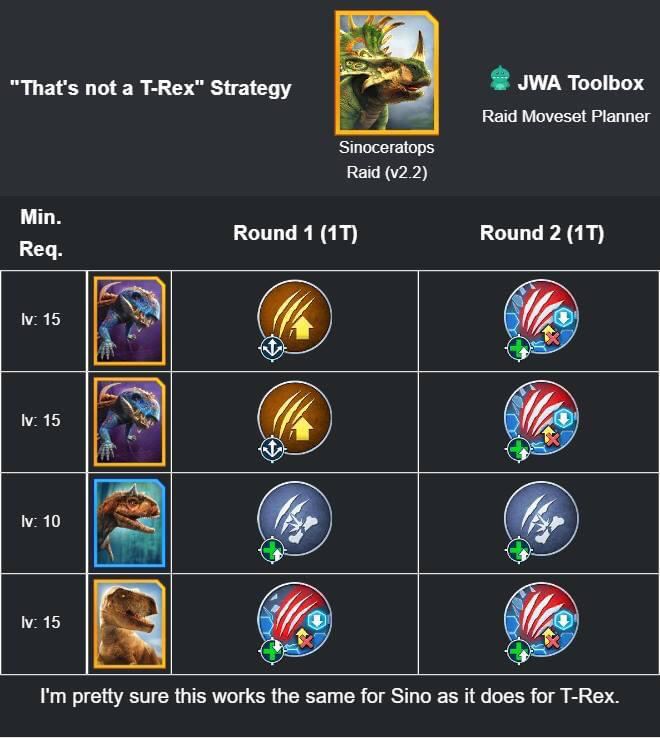 "That's not a T-Rex" Strategy
Sinoceratops
Raid (v2.2)
JWA Toolbox
Raid Moveset Planner
Min.
Req.
Round 1 (1T)
Round 2 (1T)
lv: 15
lv: 15
lv: 10
lv: 15
I'm pretty sure this works the same for Sino as it does for T-Rex.